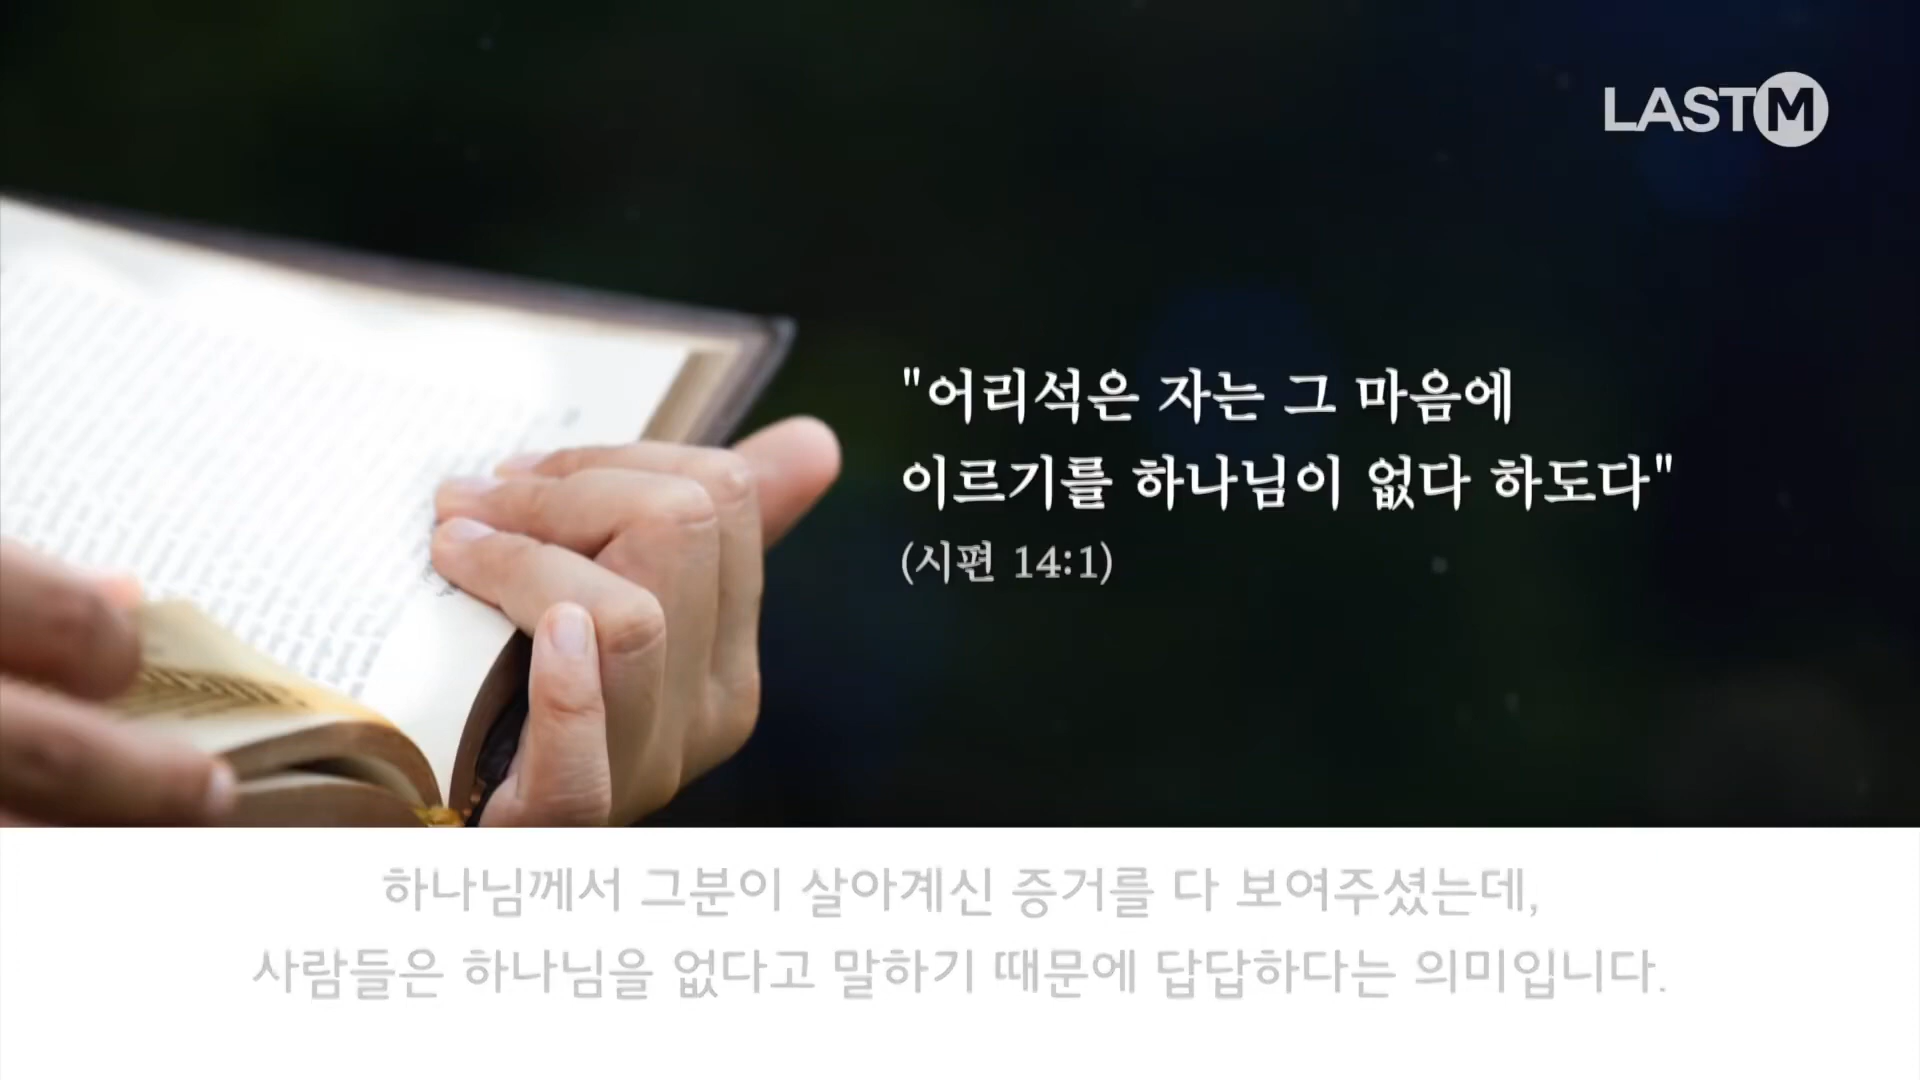 LAST M
"어리석은 자는 그 마음에
이르기를 하나님이 없다 하도다"
(시편 14:1)
하나님께서 그분이 살아계신 증거를 다 보여주셨는데,
사람들은 하나님을 없다고 말하기 때문에 답답하다는 의미입니다.